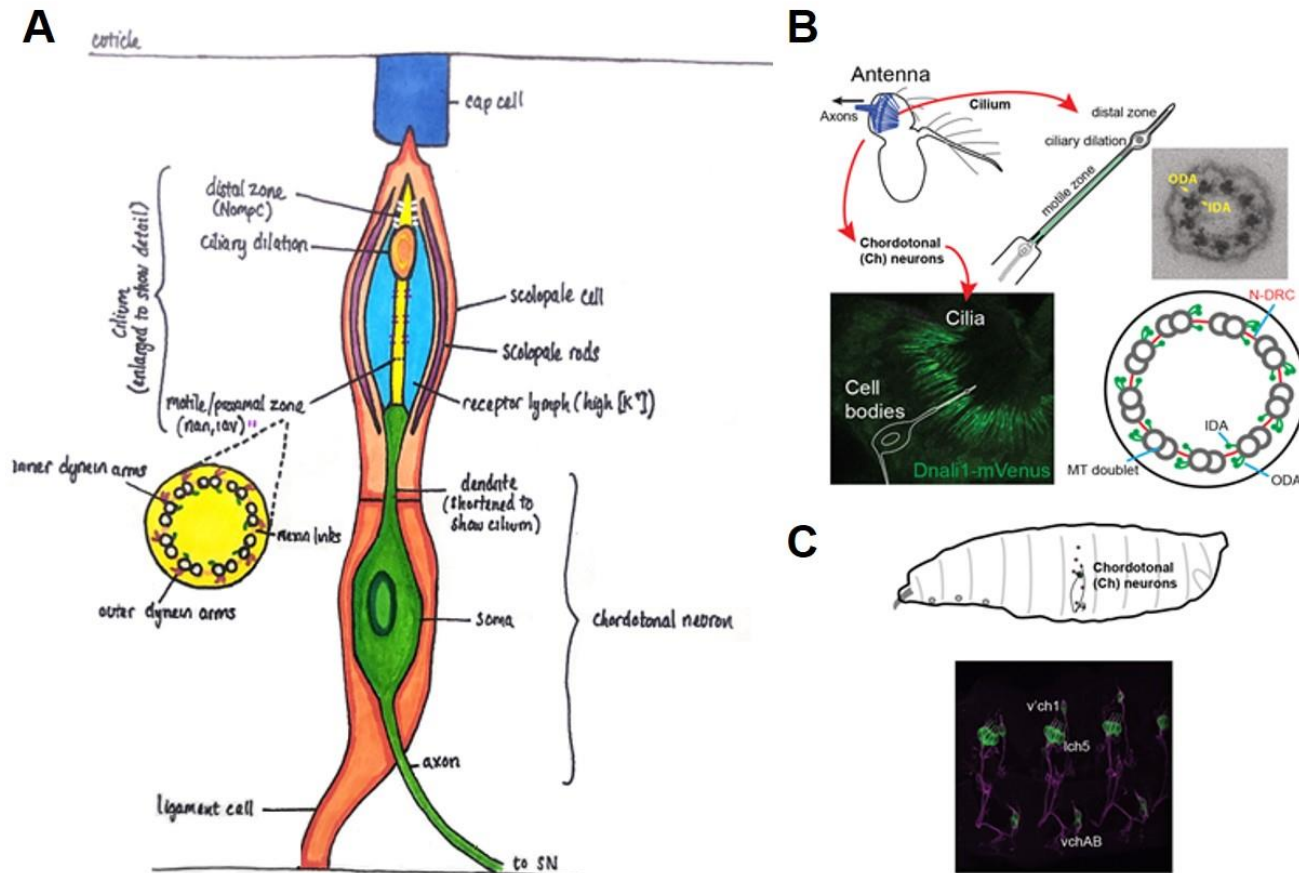 A
cuticle
cap cell
distal zone
(NompC)
ciliary dilation
Cilium
(enlarged to show detail)
scolopale cell
scolopale rods
motile/proximal zone
(nan, iav)"
receptor lymph (high [K⁺])
inner dynein arms
nexin links
outer dynein arms
dendrite
(shortened to
show cilium)
soma
chordotonal neuron
axon
ligament cell
to SN
B
Antenna
Axons
Cilium
distal zone
ciliary dilation
motile zone
ODA
IDA
Chordotonal
(Ch) neurons
Cilia
Cell
bodies
Dnali1-mVenus
N-DRC
IDA
MT doublet
ODA
C
Chordotonal
(Ch) neurons
v'ch1
lch5
vchAB